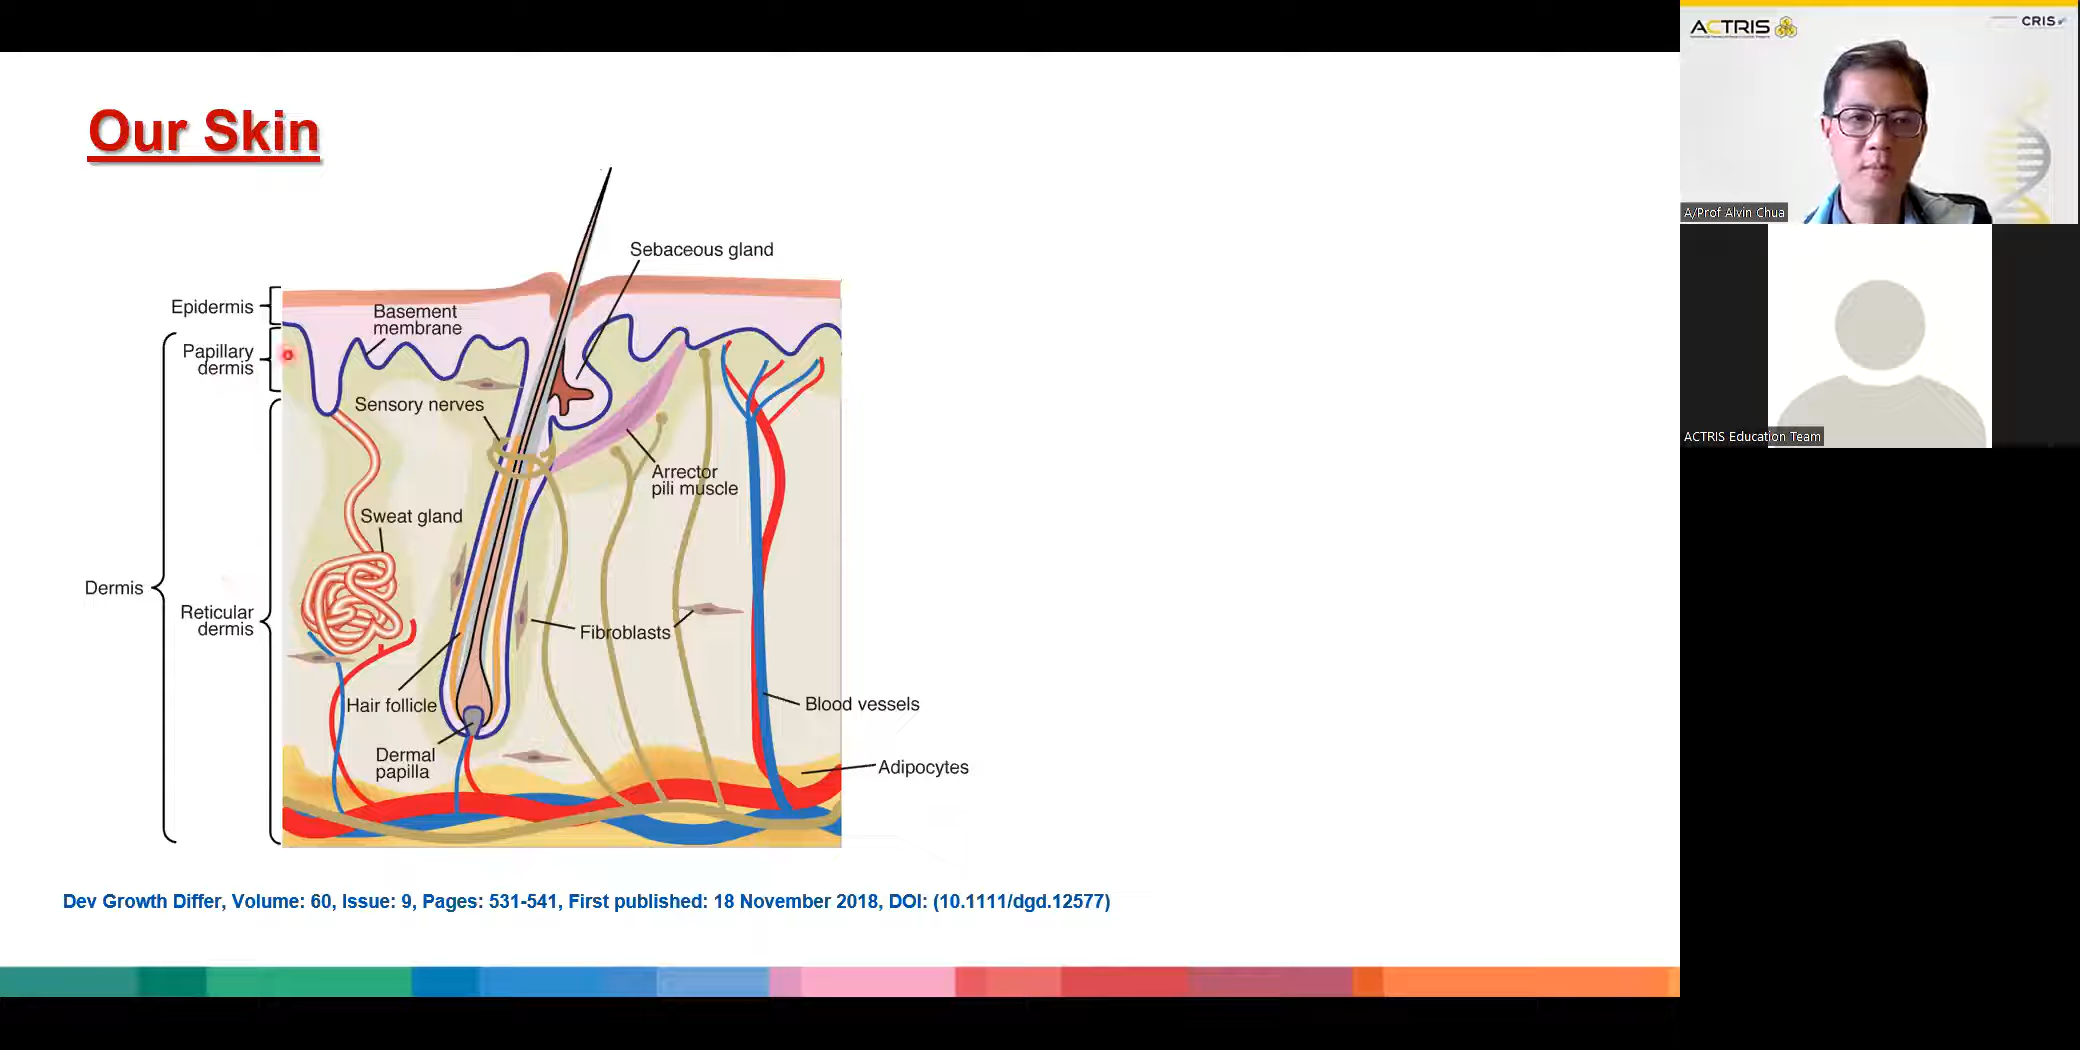 Our Skin
Sebaceous gland
Epidermis
Basement
membrane
Papillary
dermis
Sensory nerves
Arrector
pili muscle
Sweat gland
Dermis
Reticular
dermis
Fibroblasts
Hair follicle
Blood vessels
Dermal
papilla
Adipocytes
Dev Growth Differ, Volume: 60, Issue: 9, Pages: 531-541, First published: 18 November 2018, DOI: (10.1111/dgd.12577)
ACTRIS
CRIS
A/Prof Alvin Chua
ACTRIS Education Team